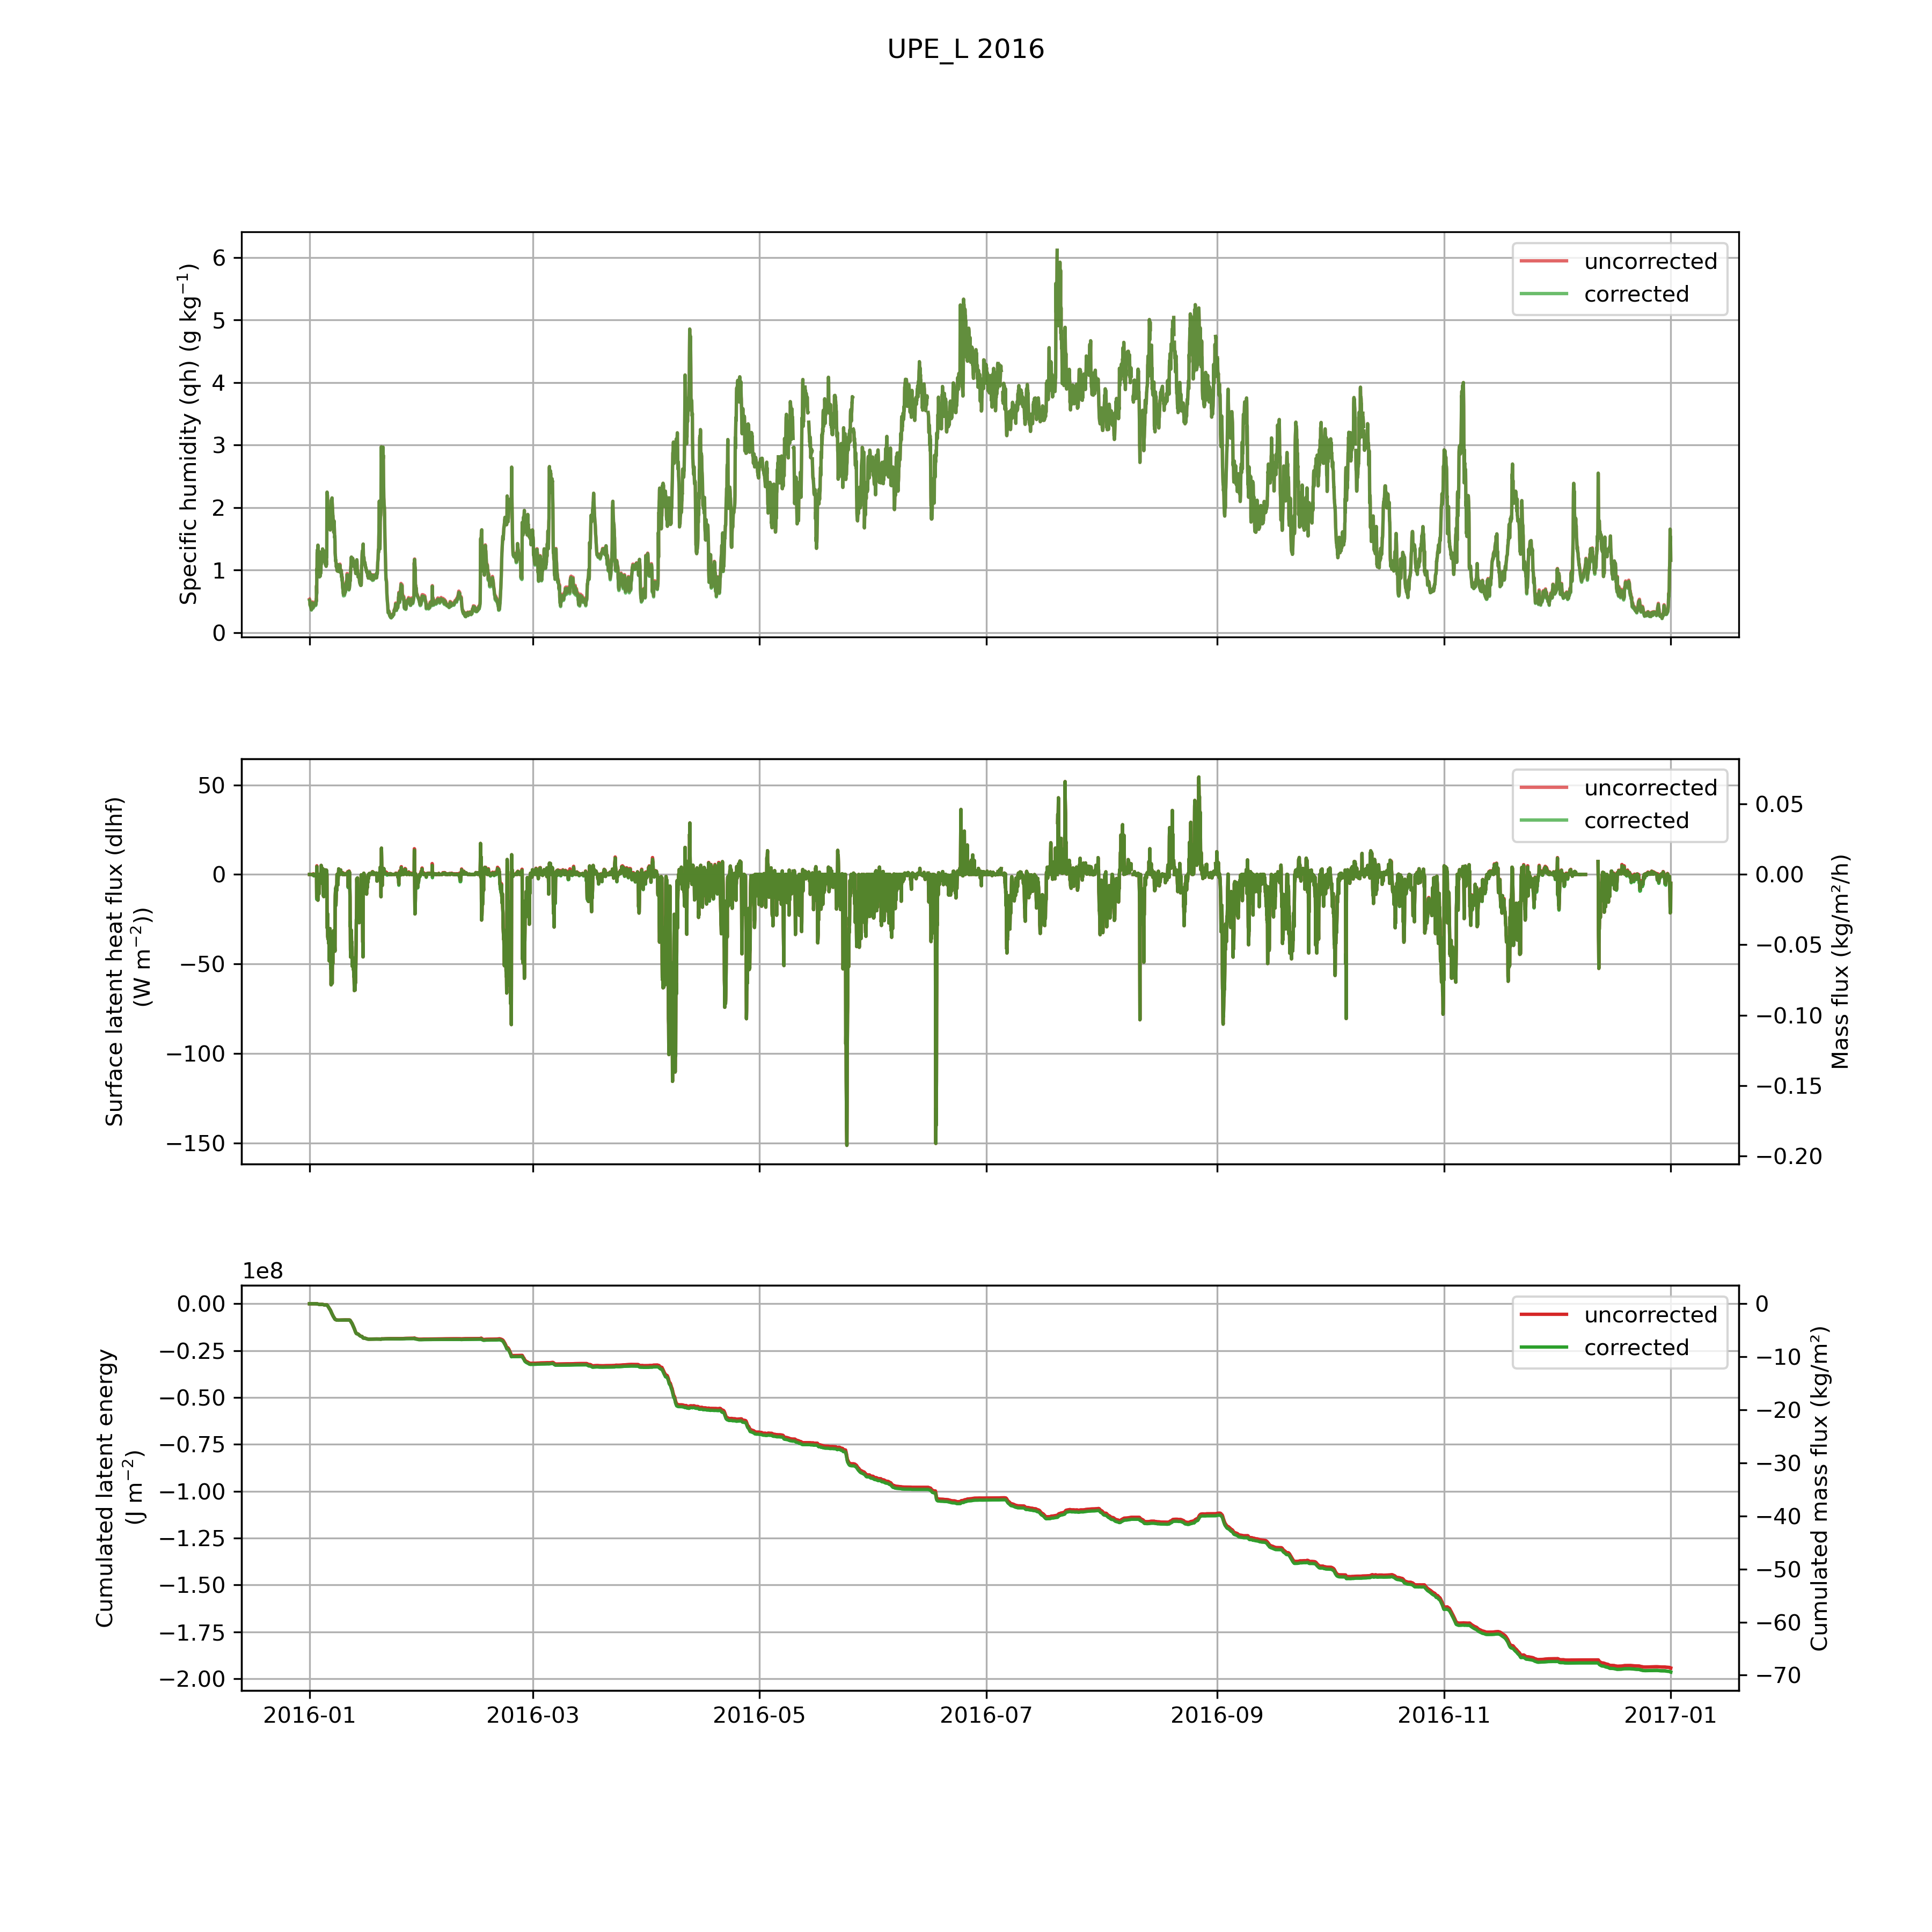 UPE_L 2016
Specific humidity (qh) (g kg⁻¹)
6
5
4
3
2
1
0
uncorrected
corrected
Surface latent heat flux (dlhf)
(W m⁻²))
50
0
−50
−100
−150
uncorrected
corrected
0.05
0.00
−0.05
−0.10
−0.15
−0.20
Mass flux (kg/m²/h)
1e8
Cumulated latent energy
(J m⁻²)
0.00
−0.25
−0.50
−0.75
−1.00
−1.25
−1.50
−1.75
−2.00
uncorrected
corrected
0
−10
−20
−30
−40
−50
−60
−70
Cumulated mass flux (kg/m²)
2016-01 2016-03 2016-05 2016-07 2016-09 2016-11 2017-01